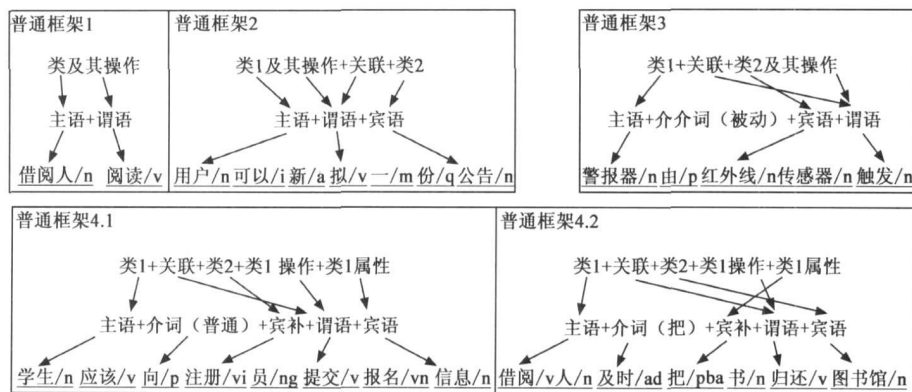 普通框架1
类及其操作
主语+谓语
借阅人/n 阅读/v
普通框架2
类1及其操作+关联+类2
主语+谓语+宾语
用户/n 可以/i 新/a 拟/v 一/m 份/q 公告/n
普通框架3
类1+关联+类2及其操作
主语+介介词（被动）+宾语+谓语
警报器/n 由/p 红外线/n 传感器/n 触发/n
普通框架4.1
类1+关联+类2+类1 操作+类1属性
主语+介词（普通）+宾补+谓语+宾语
学生/n 应该/v 向/p 注册/vi 员/ng 提交/v 报名/vn 信息/n
普通框架4.2
类1+关联+类2+类1操作+类1属性
主语+介词（把）+宾补+谓语+宾语
借阅/v 人/n 及时/ad 把/pba 书/n 归还/v 图书馆/n